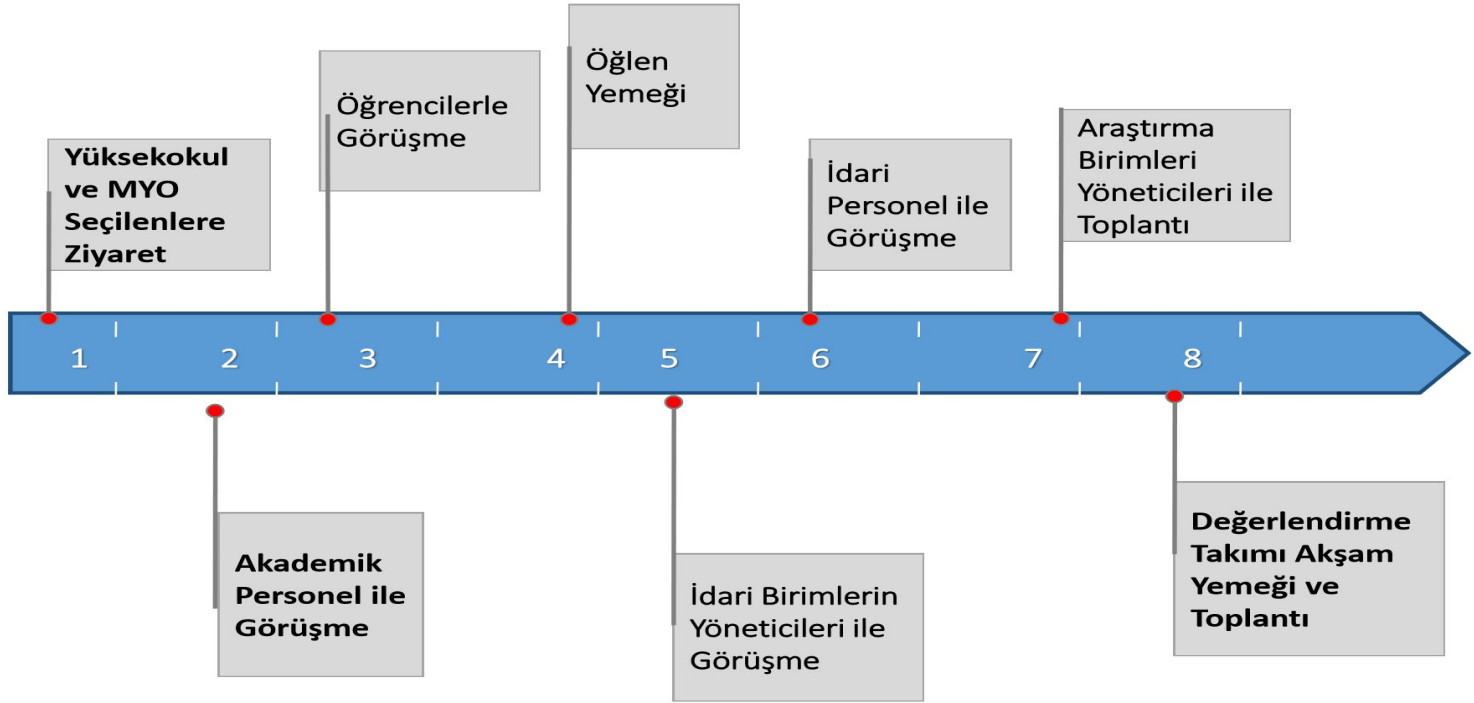 Yüksekokul
ve MYO
Seçilenlere
Ziyaret
Öğrencilerle
Görüşme
Öğlen
Yemeği
İdari
Personel ile
Görüşme
Araştırma
Birimleri
Yöneticileri ile
Toplantı
1 2 3 4 5 6 7 8
Akademik
Personel ile
Görüşme
İdari Birimlerin
Yöneticileri ile
Görüşme
Değerlendirme
Takımı Akşam
Yemeği ve
Toplantı